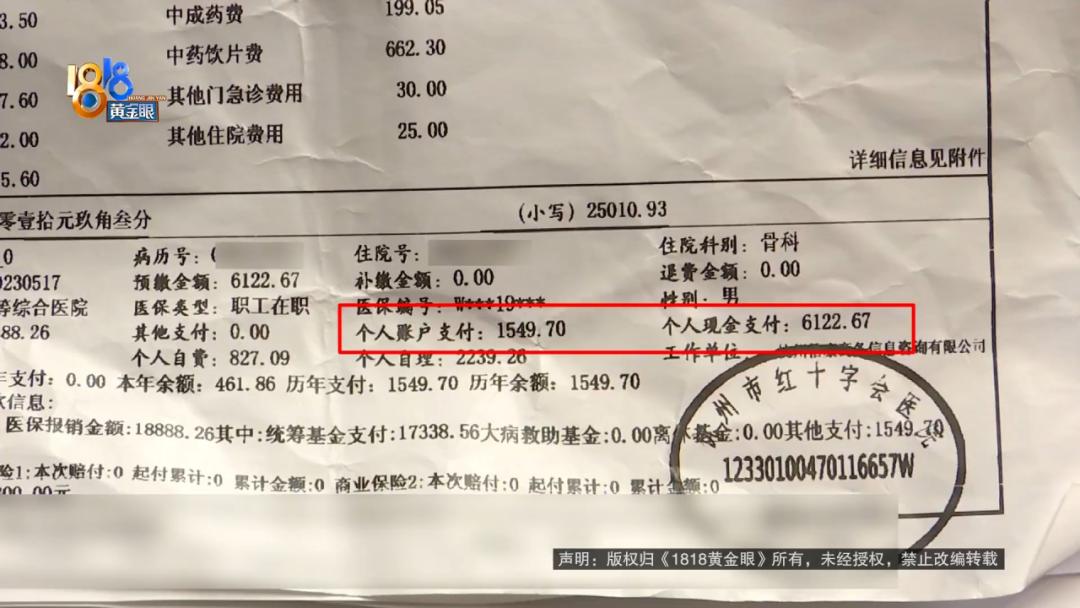 3.50 中成药费 199.05
8.00 中药饮片费 662.30
1818
HUANG JIN YAN
黄金眼
7.60 其他门急诊费用 30.00
2.00 其他住院费用 25.00
5.60 详细信息见附件
零壹拾元玖角叁分 (小写) 25010.93
0 病历号: 住院号: 住院科别: 骨科
0230517 预缴金额: 6122.67 补缴金额: 0.00 退费金额: 0.00
等综合医院 医保类型: 职工在职 医保编号: W***19*** 性别: 男
888.26 其他支付: 0.00 个人账户支付: 1549.70 个人现金支付: 6122.67
个人自费: 827.09 个人自理: 2239.26 工作单位: 商务信息咨询有限公司
年支付: 0.00 本年余额: 461.86 历年支付: 1549.70 历年余额: 1549.70
信息:
医保报销金额:18888.26其中:统筹基金支付:17338.56大病救助基金:0.00离休基金:0.00其他支付:1549.70
险1:本次赔付:0 起付累计:0 累计金额:0 商业保险2:本次赔付:0 起付累计:0 累计金额:0
00.00元
州市红十字会医院
12330100470116657W
声明：版权归《1818黄金眼》所有，未经授权，禁止改编转载